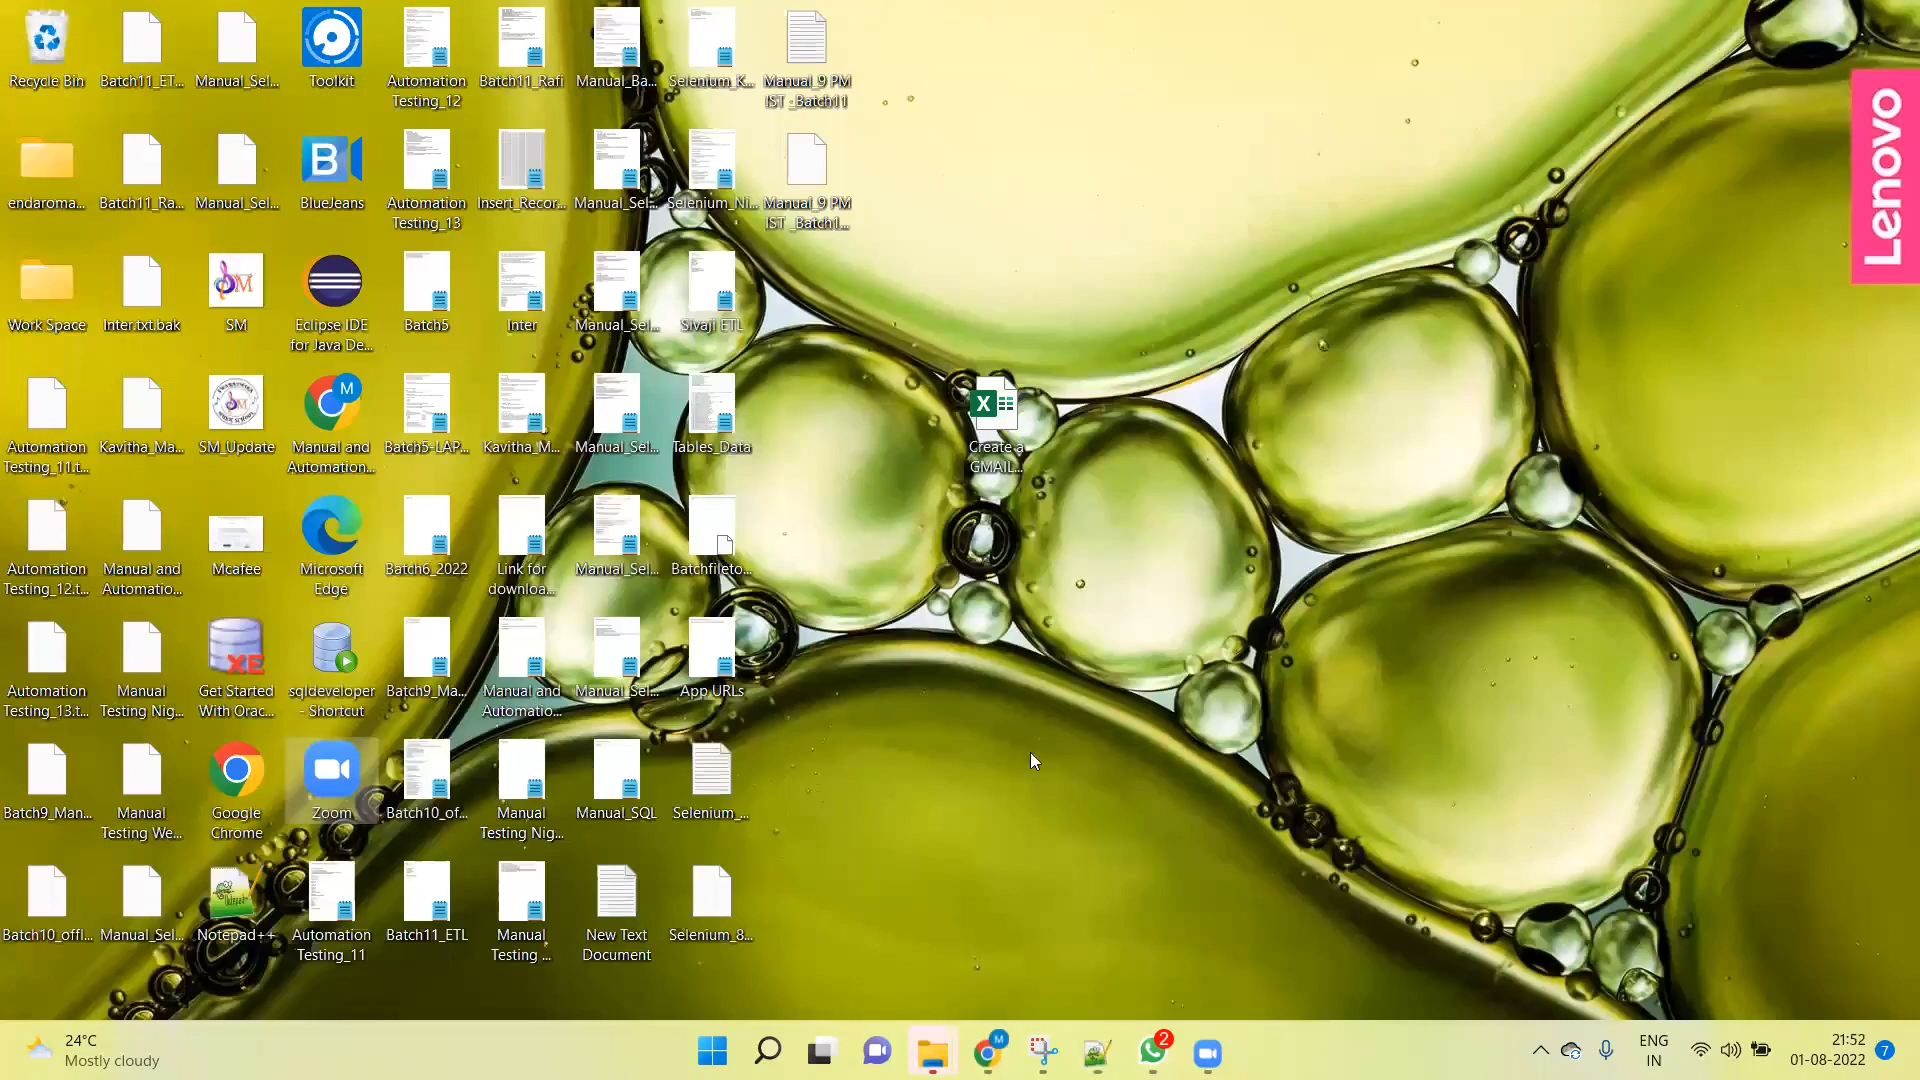 Recycle Bin
Batch11_ET...
Manual_Sel...
Toolkit
Automation
Testing_12
Batch11_Rafi
Manual_Ba...
Selenium_K...
Manual_9 PM
IST _Batch11
endaroma...
Batch11_Ra...
Manual_Sel...
BlueJeans
Automation
Testing_13
Insert_Recor...
Manual_Sel...
Selenium_Ni...
Manual_9 PM
IST _Batch1...
Work Space
Inter.txt.bak
SM
Eclipse IDE
for Java De...
Batch5
Inter
Manual_Sel...
Sivaji ETL
Automation
Testing_11.t...
Kavitha_Ma...
SM_Update
Manual and
Automation...
Batch5-LAP...
Kavitha_M...
Manual_Sel...
Tables_Data
Create a
GMAIL...
Automation
Testing_12.t...
Manual and
Automatio...
Mcafee
Microsoft
Edge
Batch6_2022
Link for
downloa...
Manual_Sel...
Batchfileto...
Automation
Testing_13.t...
Manual
Testing Nig...
Get Started
With Orac...
sqldeveloper
- Shortcut
Batch9_Ma...
Manual and
Automatio...
Manual_Sel...
App URLs
Batch9_Man...
Manual
Testing We...
Google
Chrome
Zoom
Batch10_of...
Manual
Testing Nig...
Manual_SQL
Selenium_...
Batch10_offl...
Manual_Sel...
Notepad++
Automation
Testing_11
Batch11_ETL
Manual
Testing ...
New Text
Document
Selenium_8...
Lenovo
24°C
Mostly cloudy
M
2
ENG
IN
21:52
01-08-2022
7